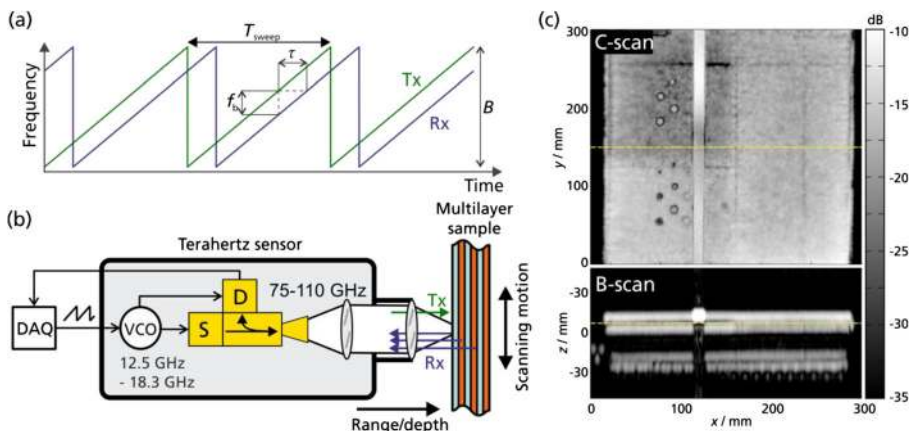 (a)
T_sweep
τ
f_b
Tx
Rx
B
Frequency
Time
(b)
Multilayer
sample
Terahertz sensor
75-110 GHz
Tx
Rx
D
S
DAQ
VCO
12.5 GHz
- 18.3 GHz
Scanning motion
Range/depth
(c)
dB
C-scan
300
200
100
0
y / mm
B-scan
-30
0
-30
z / mm
0
100
200
300
x / mm
-10
-15
-20
-25
-30
-35